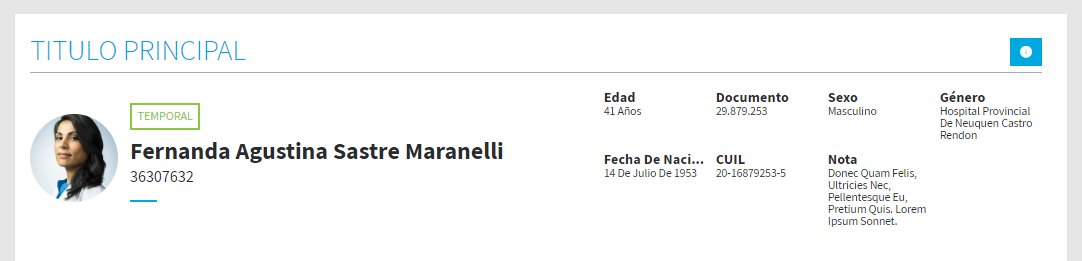 TITULO PRINCIPAL
TEMPORAL
Fernanda Agustina Sastre Maranelli
36307632
Edad
41 Años
Documento
29.879.253
Sexo
Masculino
Género
Hospital Provincial
De Neuquen Castro
Rendon
Fecha De Naci...
14 De Julio De 1953
CUIL
20-16879253-5
Nota
Donec Quam Felis,
Ultricies Nec,
Pellentesque Eu,
Pretium Quis. Lorem
Ipsum Sonnet.